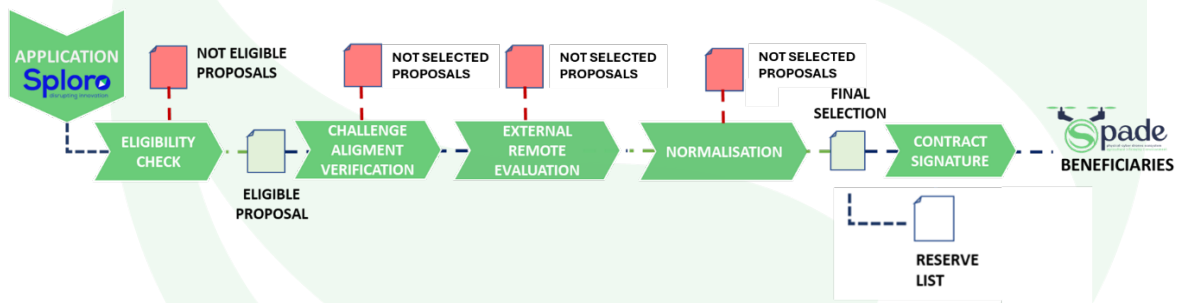 APPLICATION
Sploro
disrupting innovation
NOT ELIGIBLE
PROPOSALS
NOT SELECTED
PROPOSALS
NOT SELECTED
PROPOSALS
NOT SELECTED
PROPOSALS
FINAL
SELECTION
ELIGIBILITY
CHECK
ELIGIBLE
PROPOSAL
CHALLENGE
ALIGMENT
VERIFICATION
EXTERNAL
REMOTE
EVALUATION
NORMALISATION
CONTRACT
SIGNATURE
Spade
BENEFICIARIES
RESERVE
LIST